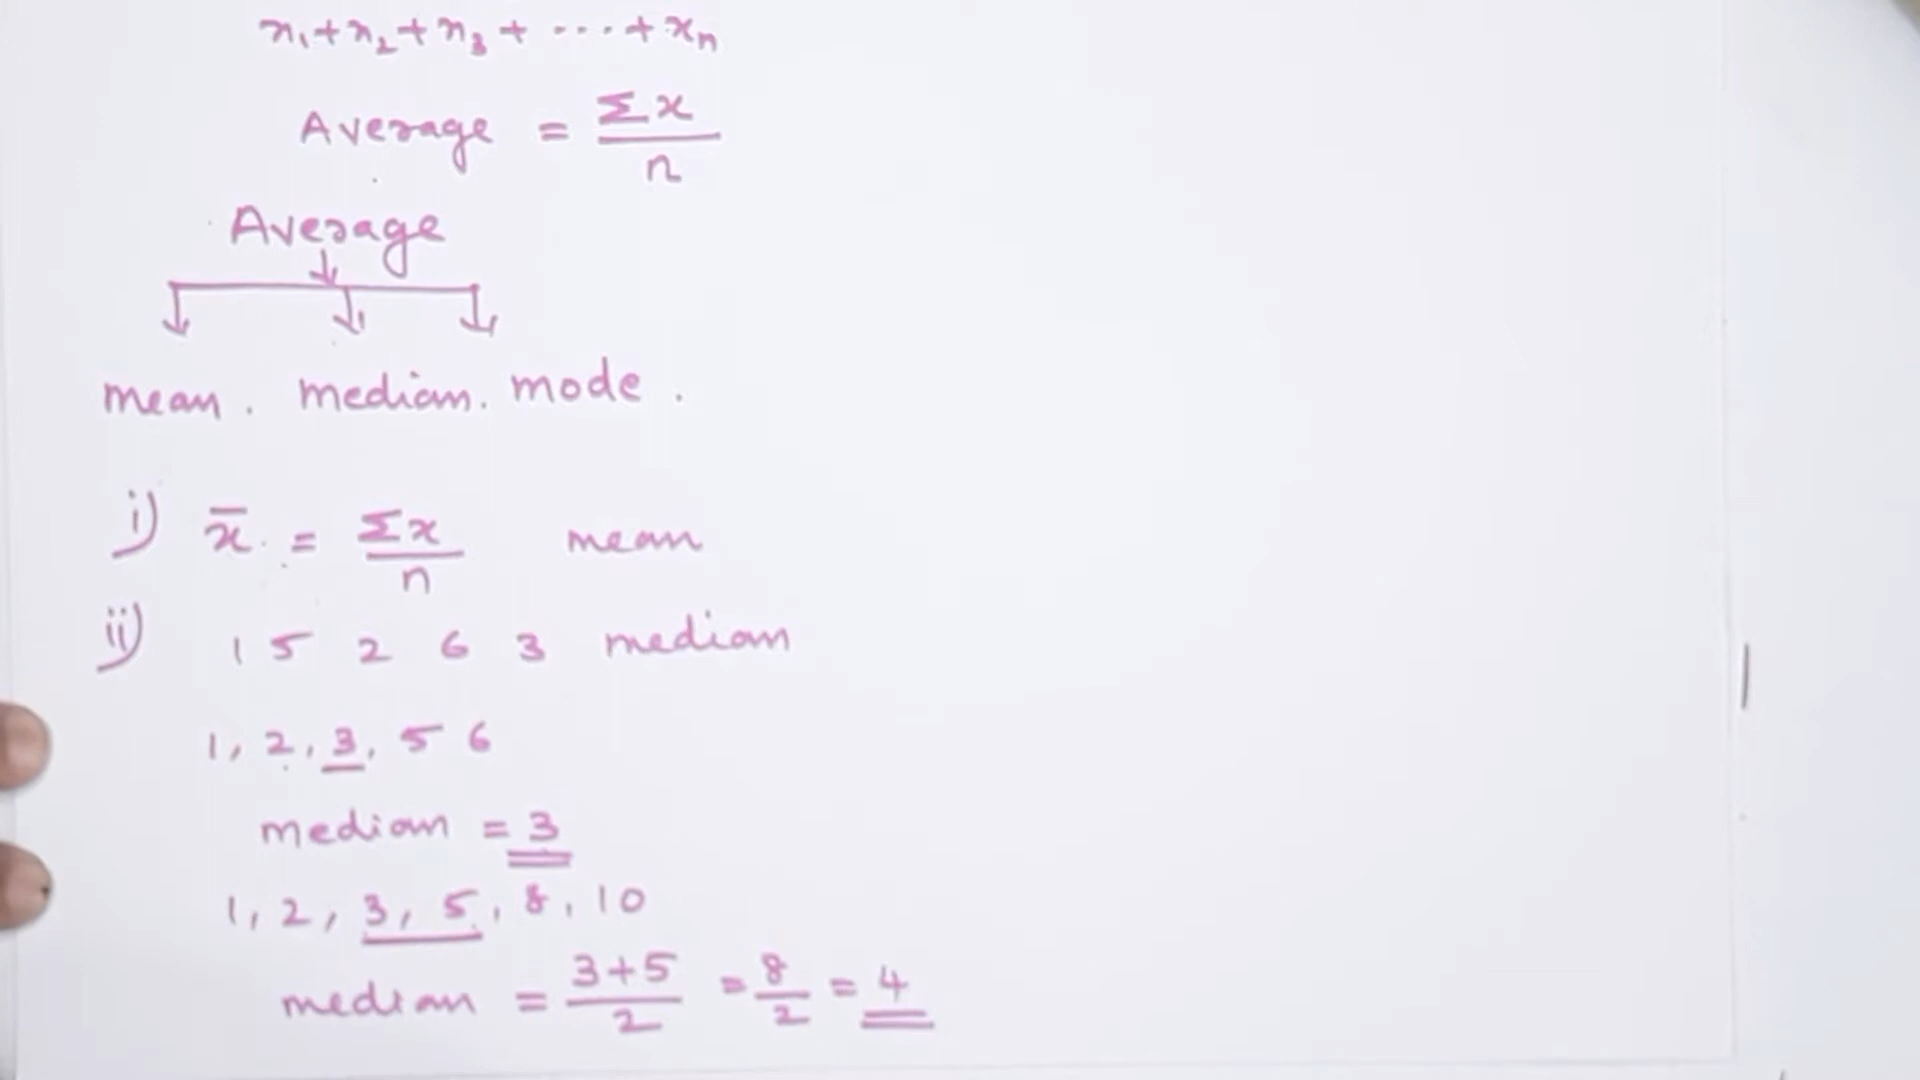 x₁+x₂+x₃+ ....+xₙ
Average = Σx/n
Average
mean. median. mode.
i) x̄ = Σx/n mean
ii) 1 5 2 6 3 median
1, 2, 3, 5 6
median = 3
1, 2, 3, 5, 8, 10
median = 3+5/2 = 8/2 = 4